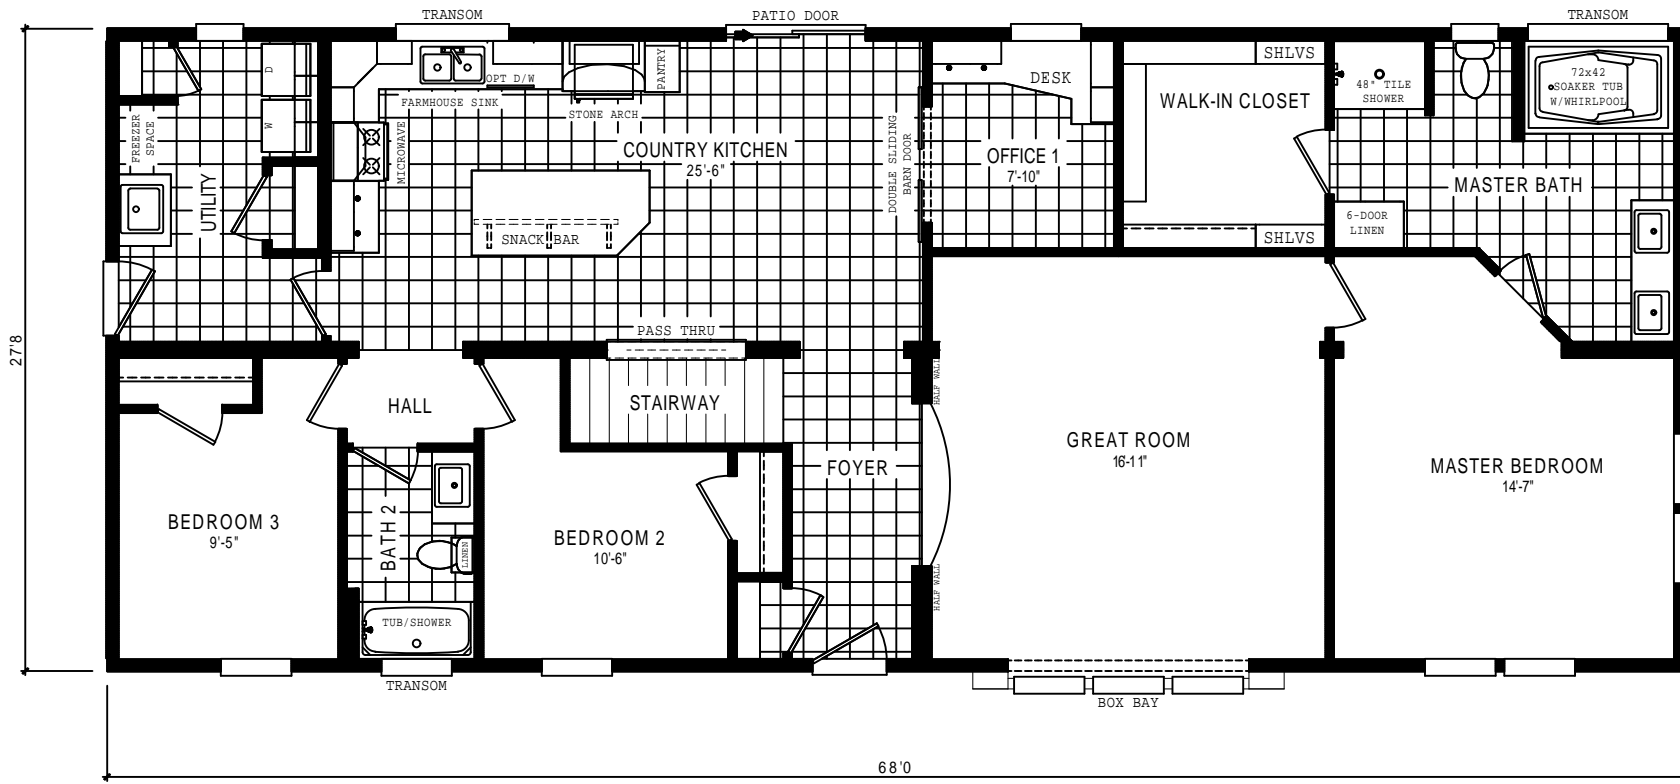 TRANSOM
PATIO DOOR
TRANSOM
D
W
FREEZER
SPACE
UTILITY
OPT D/W
FARMHOUSE SINK
STONE ARCH
PANTRY
MICROWAVE
COUNTRY KITCHEN
25'-6"
SNACK BAR
DOUBLE SLIDING
BARN DOOR
DESK
OFFICE 1
7'-10"
SHLVS
WALK-IN CLOSET
SHLVS
48" TILE
SHOWER
72x42
SOAKER TUB
W/WHIRLPOOL
MASTER BATH
6-DOOR
LINEN
PASS THRU
27'8
HALL
STAIRWAY
HALF WALL
FOYER
GREAT ROOM
16'-11"
MASTER BEDROOM
14'-7"
BEDROOM 3
9'-5"
BATH 2
LINEN
TUB/SHOWER
BEDROOM 2
10'-6"
HALF WALL
TRANSOM
BOX BAY
68'0